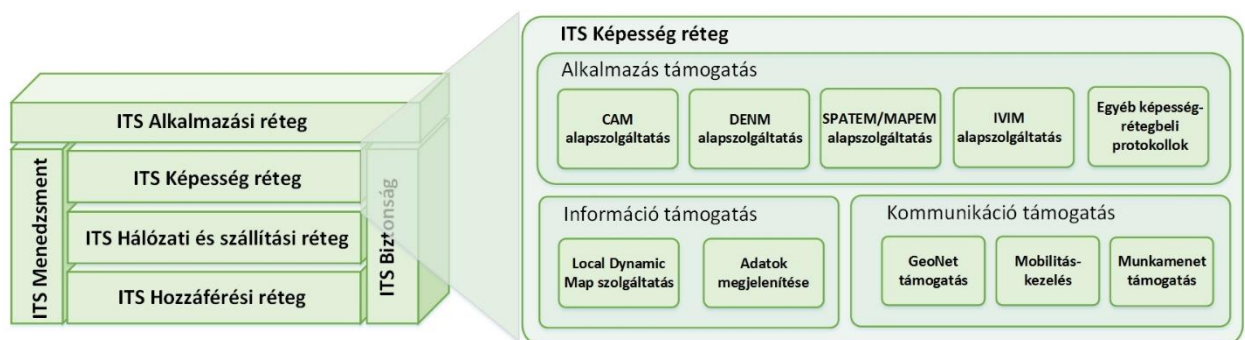 ITS Alkalmazási réteg
ITS Menedzsment
ITS Képesség réteg
ITS Hálózati és szállítási réteg
ITS Hozzáférési réteg
ITS Biztonság
ITS Képesség réteg
Alkalmazás támogatás
CAM
alapszolgáltatás
DENM
alapszolgáltatás
SPATEM/MAPEM
alapszolgáltatás
IVIM
alapszolgáltatás
Egyéb képesség-
rétegbeli
protokollok
Információ támogatás
Local Dynamic
Map szolgáltatás
Adatok
megjelenítése
Kommunikáció támogatás
GeoNet
támogatás
Mobilitás-
kezelés
Munkamenet
támogatás